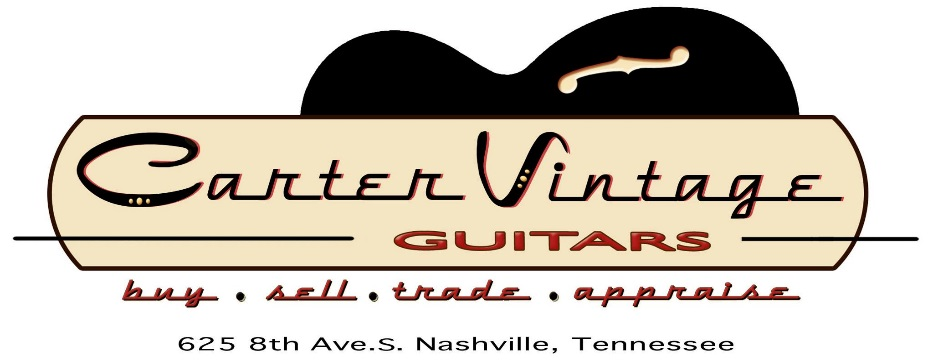 Carter Vintage
GUITARS
buy . sell . trade . appraise
625 8th Ave.S. Nashville, Tennessee